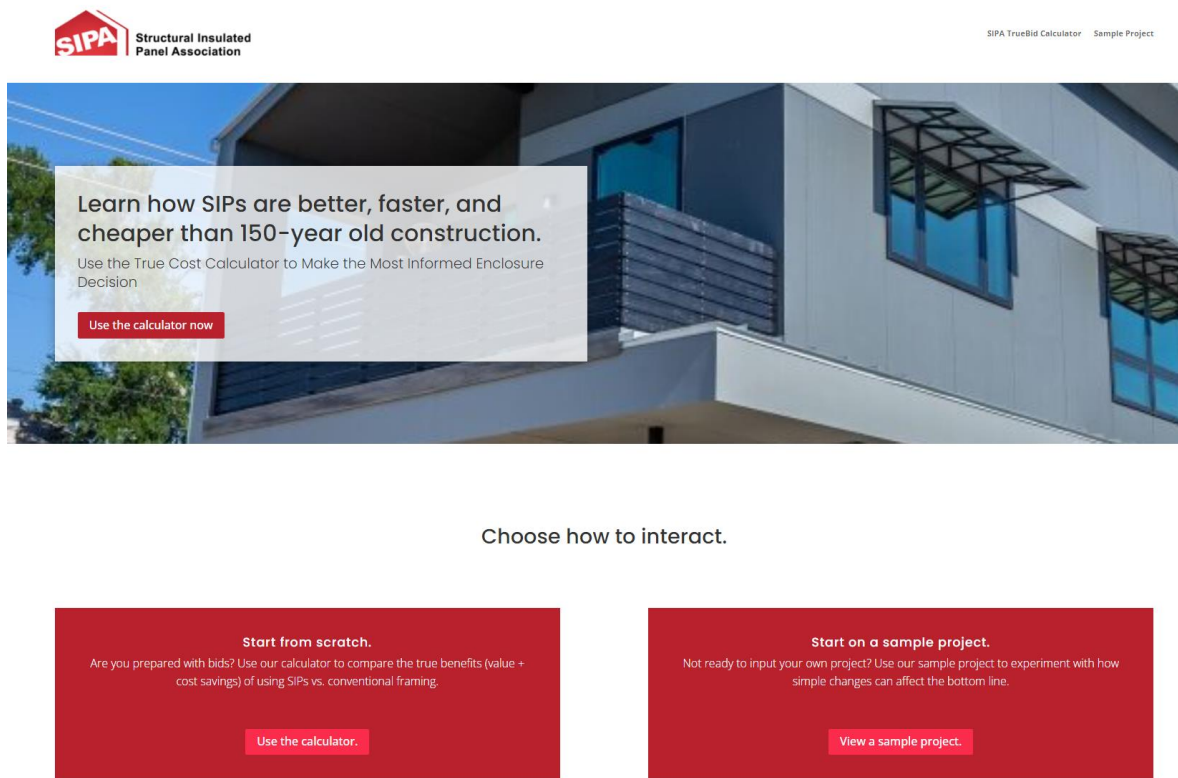 SIPA
Structural Insulated
Panel Association
SIPA TrueBid Calculator Sample Project
Learn how SIPs are better, faster, and
cheaper than 150-year old construction.
Use the True Cost Calculator to Make the Most Informed Enclosure
Decision
Use the calculator now
Choose how to interact.
Start from scratch.
Are you prepared with bids? Use our calculator to compare the true benefits (value +
cost savings) of using SIPs vs. conventional framing.
Use the calculator.
Start on a sample project.
Not ready to input your own project? Use our sample project to experiment with how
simple changes can affect the bottom line.
View a sample project.